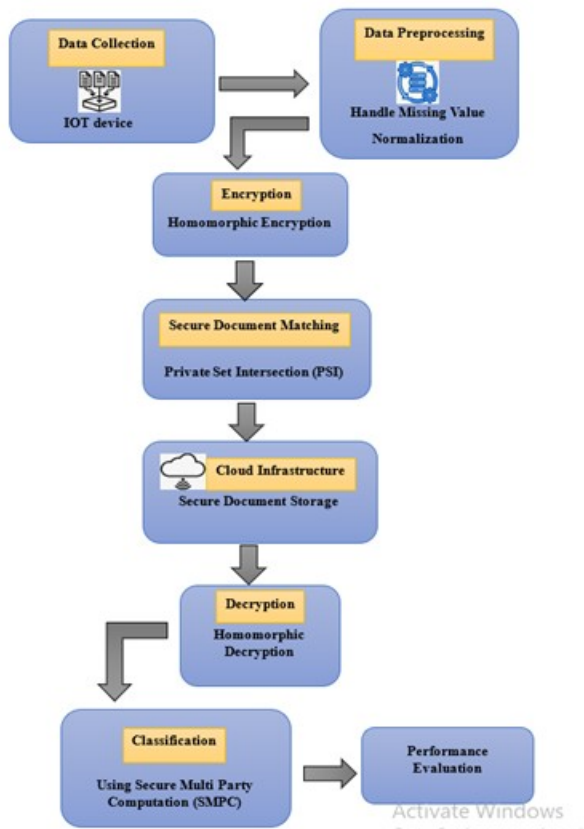 Data Collection
IOT device
Data Preprocessing
Handle Missing Value
Normalization
Encryption
Homomorphic Encryption
Secure Document Matching
Private Set Intersection (PSI)
Cloud Infrastructure
Secure Document Storage
Decryption
Homomorphic
Decryption
Classification
Using Secure Multi Party
Computation (SMPC)
Performance
Evaluation
Activate Windows